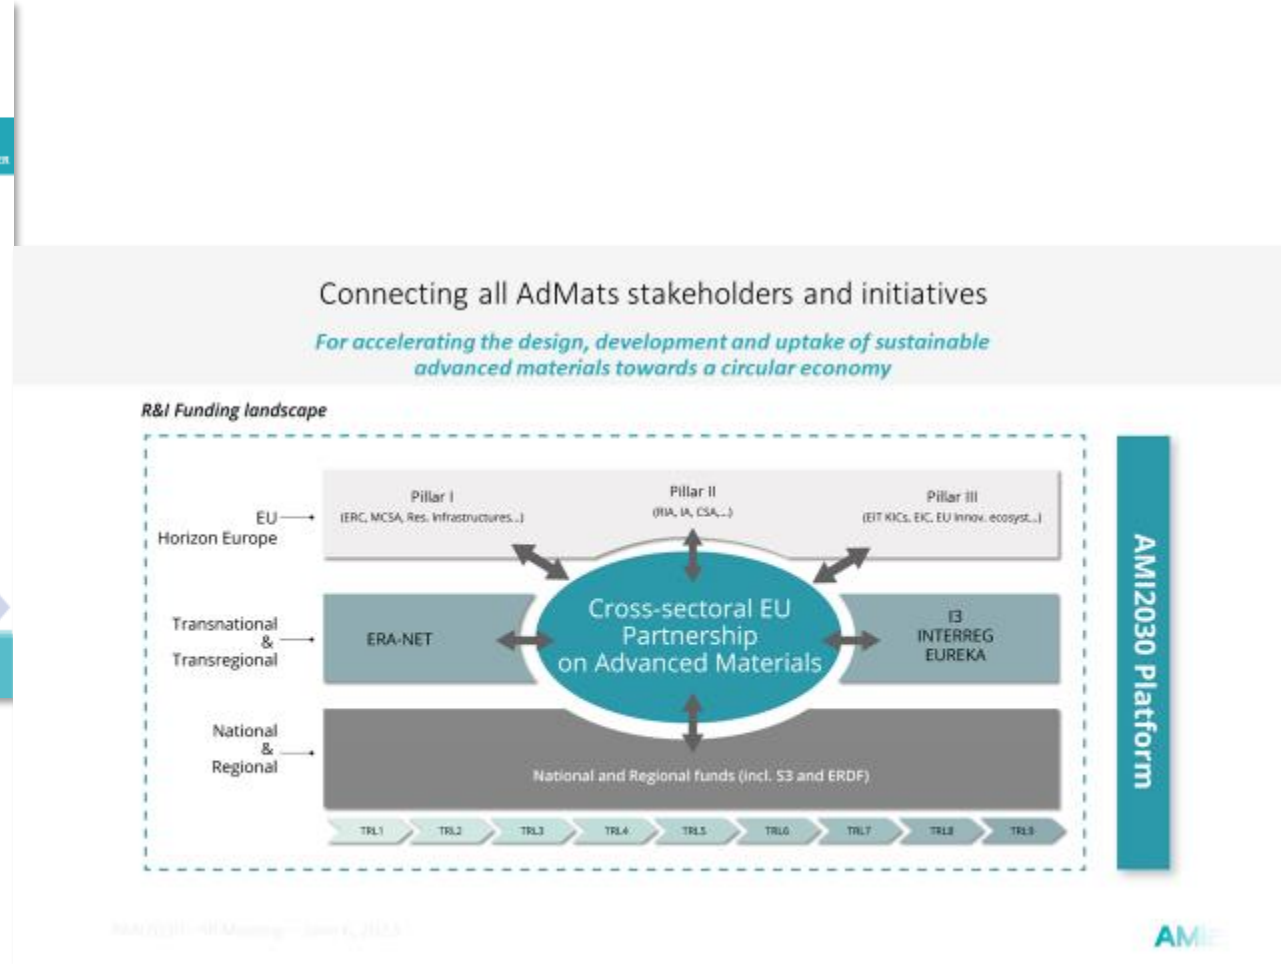 Connecting all AdMats stakeholders and initiatives
For accelerating the design, development and uptake of sustainable
advanced materials towards a circular economy
R&I Funding landscape
EU
Horizon Europe
Pillar I
(ERC, MCSA, Res. Infrastructures...)
Pillar II
(RIA, IA, CSA,...)
Pillar III
(EIT KICs, EIC, EU Innov. ecosyst...)
Transnational
&
Transregional
ERA-NET
Cross-sectoral EU
Partnership
on Advanced Materials
I3
INTERREG
EUREKA
National
&
Regional
National and Regional funds (incl. S3 and ERDF)
TRL1 TRL2 TRL3 TRL4 TRL5 TRL6 TRL7 TRL8 TRL9
AMI2030 Platform